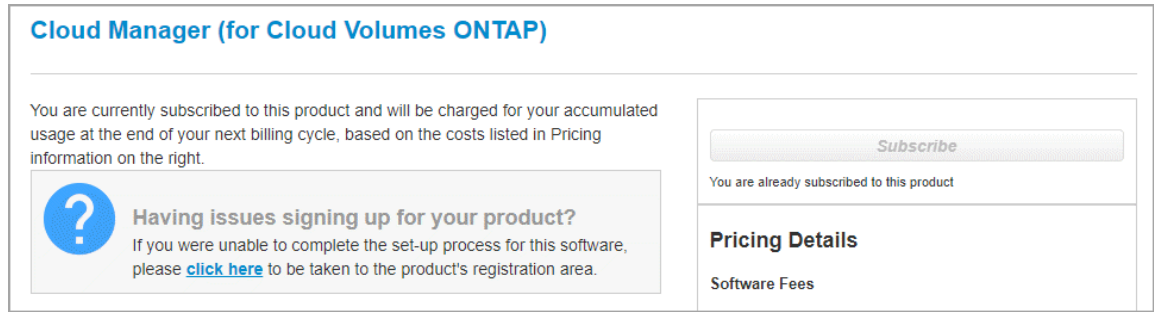 Cloud Manager (for Cloud Volumes ONTAP)
You are currently subscribed to this product and will be charged for your accumulated
usage at the end of your next billing cycle, based on the costs listed in Pricing
information on the right.
?
Having issues signing up for your product?
If you were unable to complete the set-up process for this software,
please click here to be taken to the product's registration area.
Subscribe
You are already subscribed to this product
Pricing Details
Software Fees